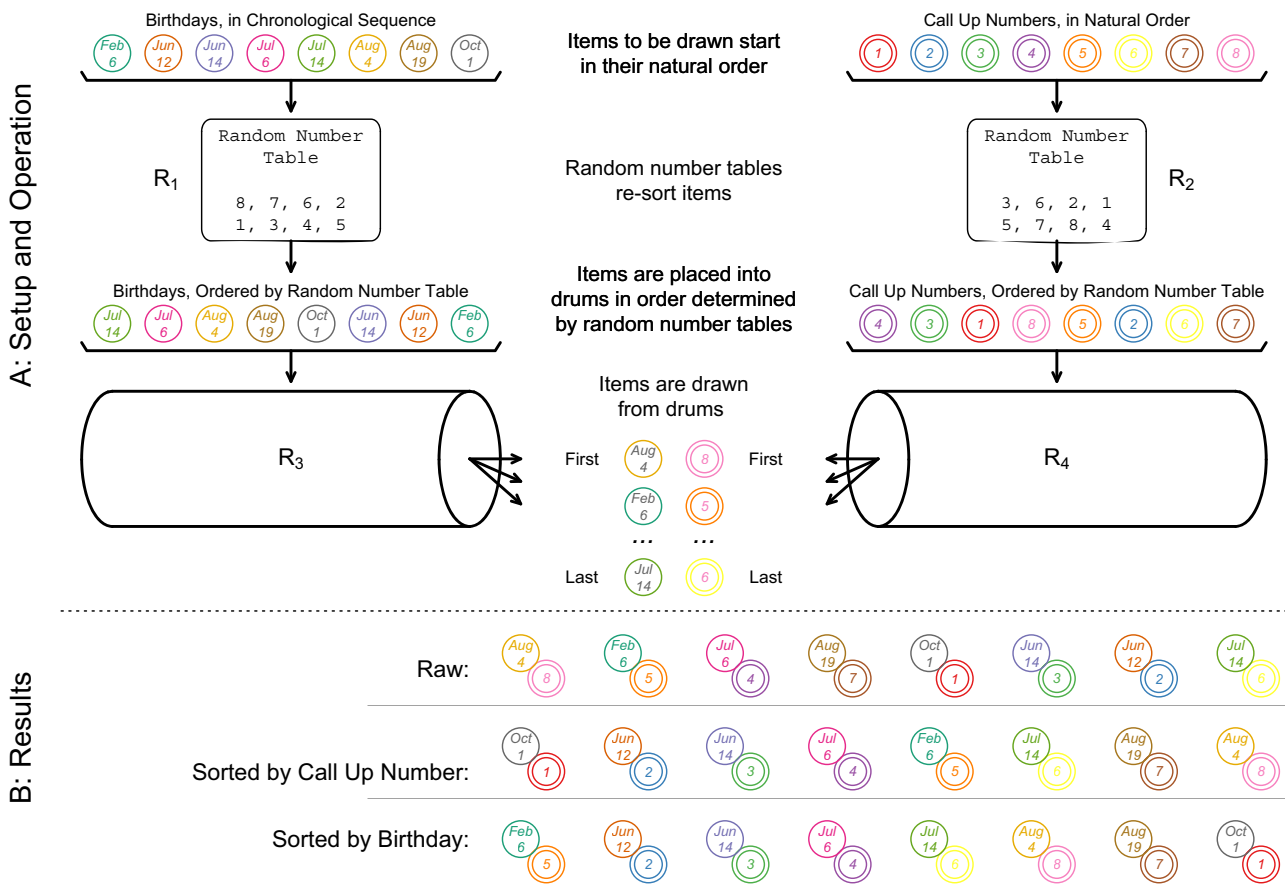 A: Setup and Operation
Birthdays, in Chronological Sequence
Feb 6 Jun 12 Jun 14 Jul 6 Jul 14 Aug 4 Aug 19 Oct 1
Items to be drawn start
in their natural order
Call Up Numbers, in Natural Order
1 2 3 4 5 6 7 8
R1
Random Number
Table
8, 7, 6, 2
1, 3, 4, 5
Random number tables
re-sort items
Random Number
Table
3, 6, 2, 1
5, 7, 8, 4
R2
Birthdays, Ordered by Random Number Table
Jul 14 Jul 6 Aug 4 Aug 19 Oct 1 Jun 14 Jun 12 Feb 6
Items are placed into
drums in order determined
by random number tables
Call Up Numbers, Ordered by Random Number Table
4 3 1 8 5 2 6 7
R3
Items are drawn
from drums
First Aug 4 8 First
Feb 6 5
... ...
Last Jul 14 6 Last
R4
B: Results
Raw: Aug 4 8 Feb 6 5 Jul 6 4 Aug 19 7 Oct 1 1 Jun 14 3 Jun 12 2 Jul 14 6
Sorted by Call Up Number: Oct 1 1 Jun 12 2 Jun 14 3 Jul 6 4 Feb 6 5 Jul 14 6 Aug 19 7 Aug 4 8
Sorted by Birthday: Feb 6 5 Jun 12 2 Jun 14 3 Jul 6 4 Jul 14 6 Aug 4 8 Aug 19 7 Oct 1 1